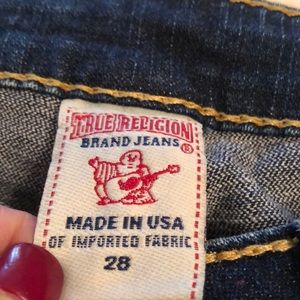 TRUE RELIGION
BRAND JEANS ®
MADE IN USA
OF IMPORTED FABRIC
28